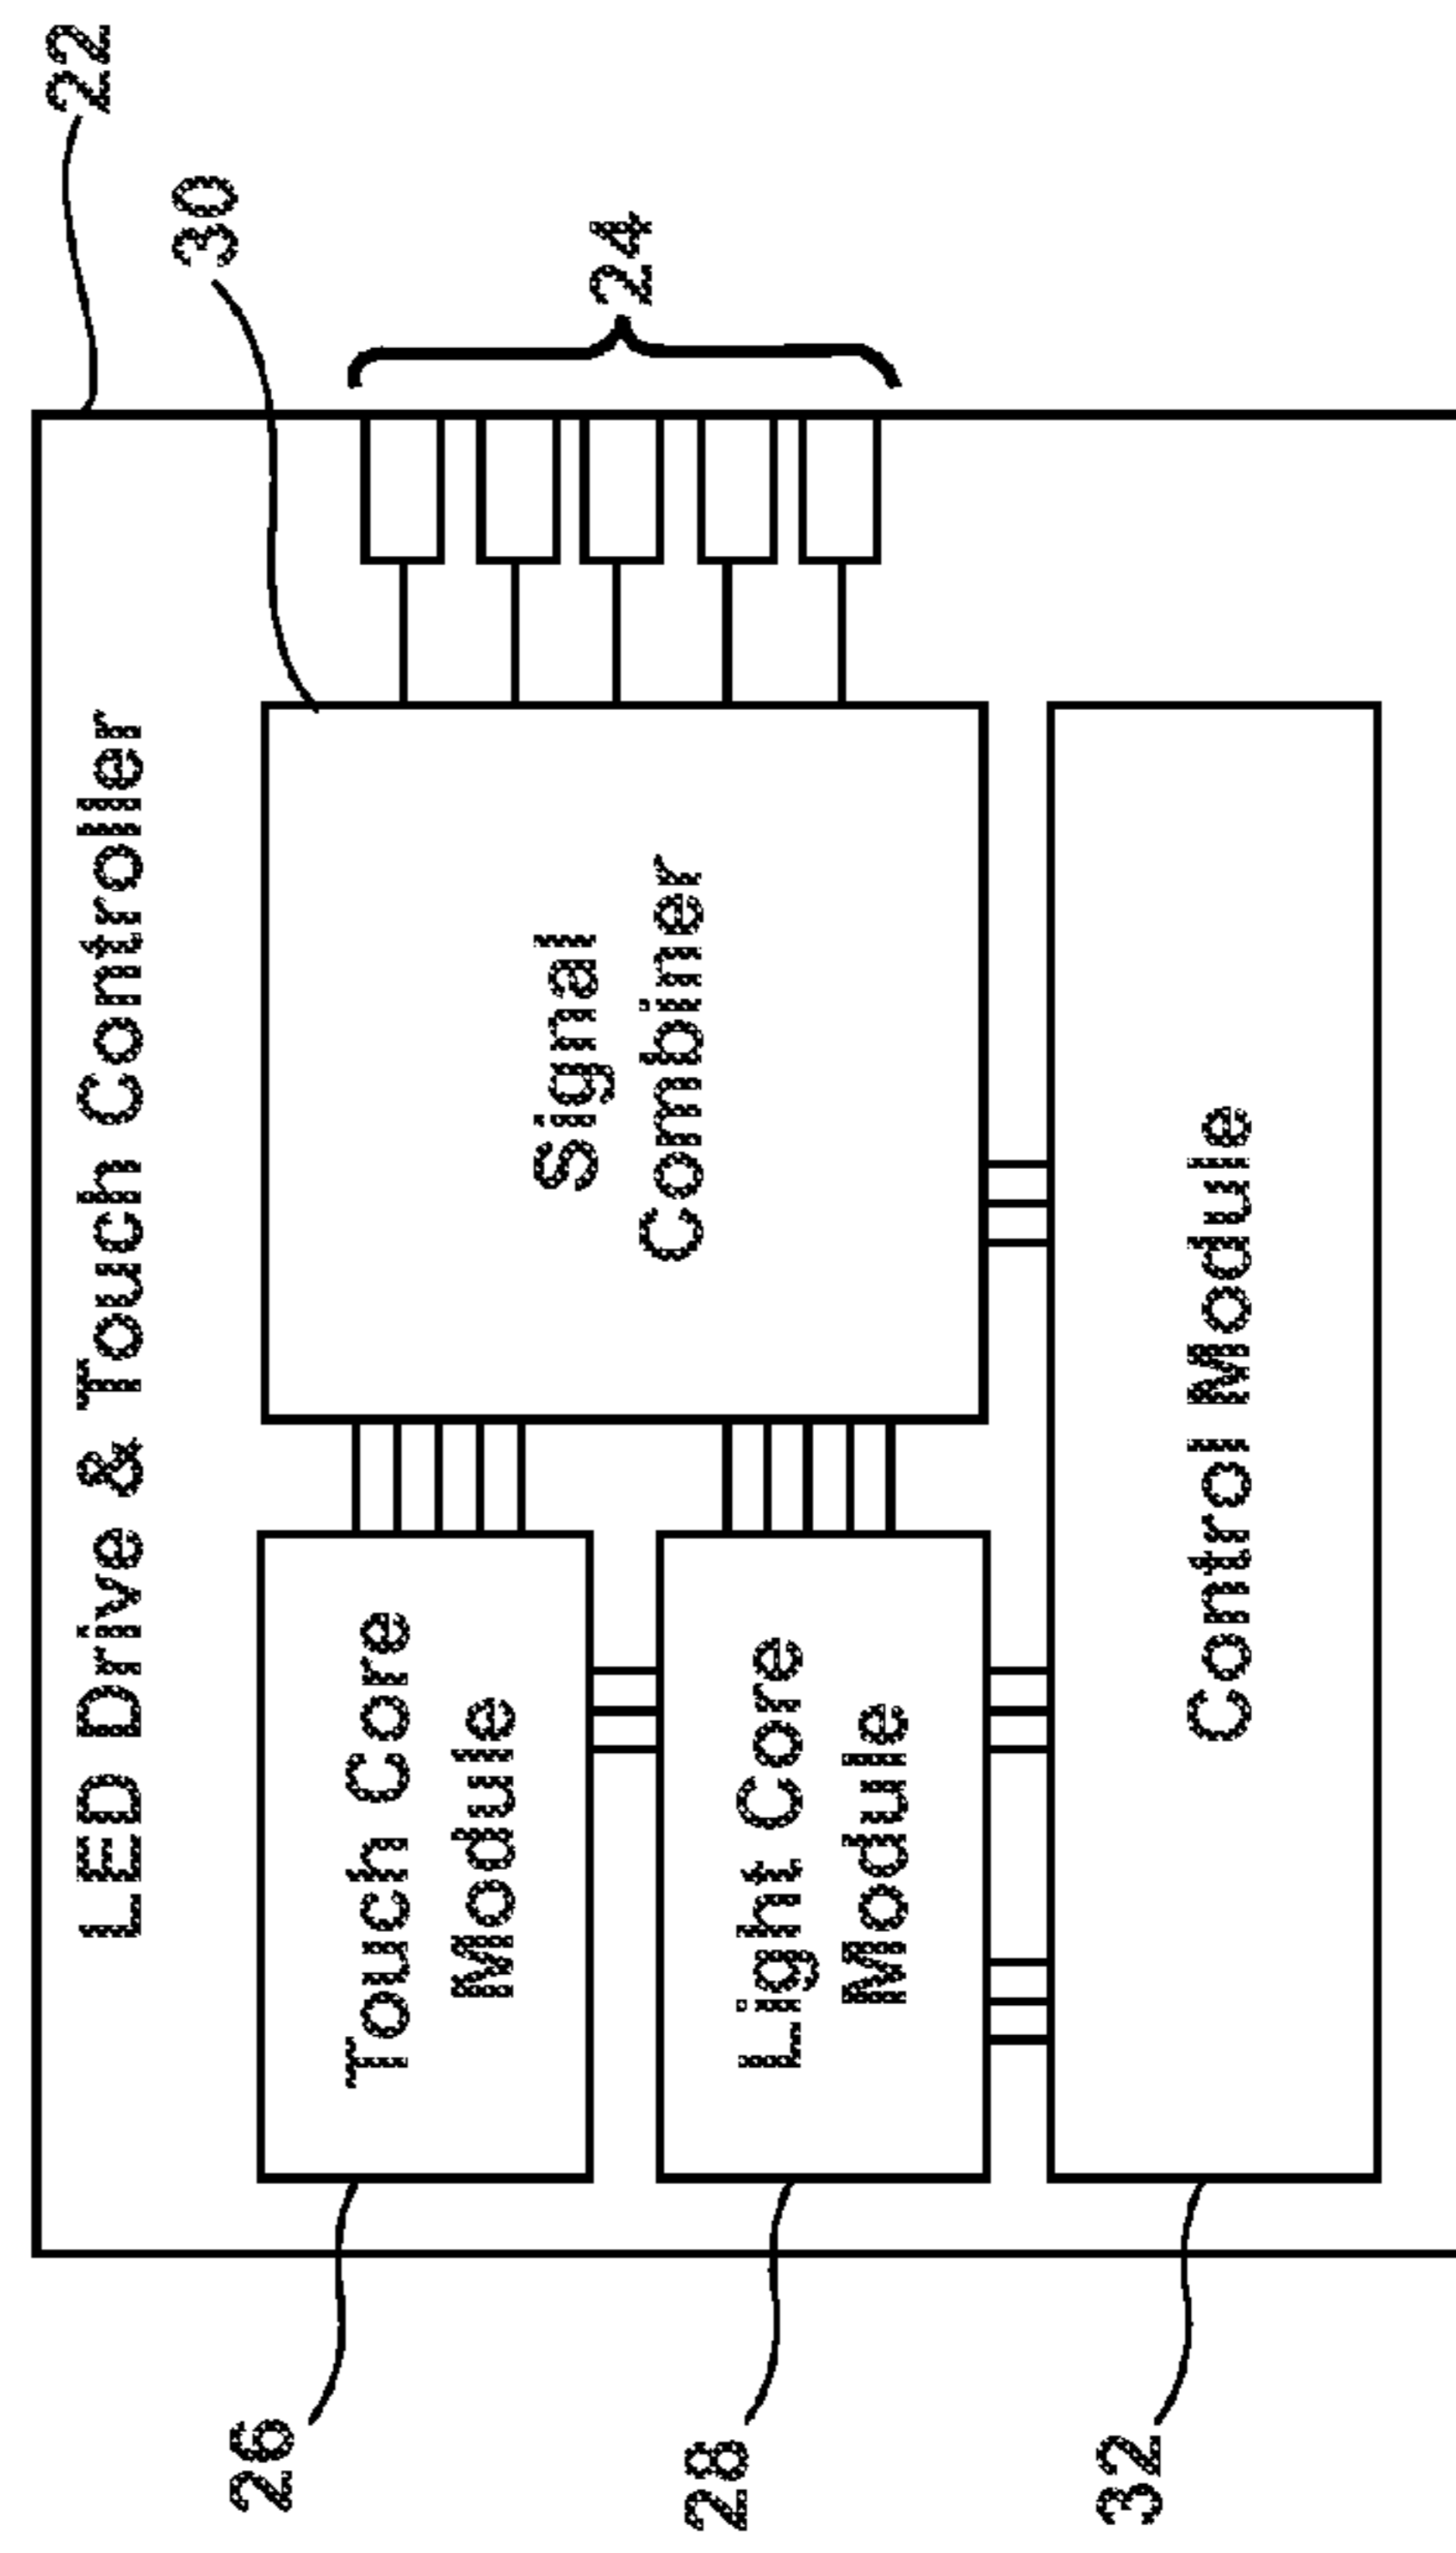 22
30
LED Drive & Touch Controller
24
Touch Core
Module
Signal
Combiner
26
Light Core
Module
28
Control Module
32